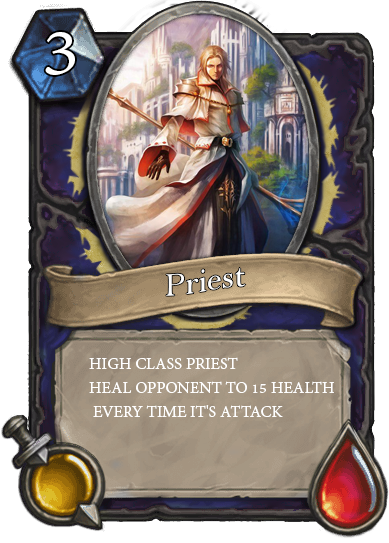 3
Priest
HIGH CLASS PRIEST
HEAL OPPONENT TO 15 HEALTH
EVERY TIME IT'S ATTACK